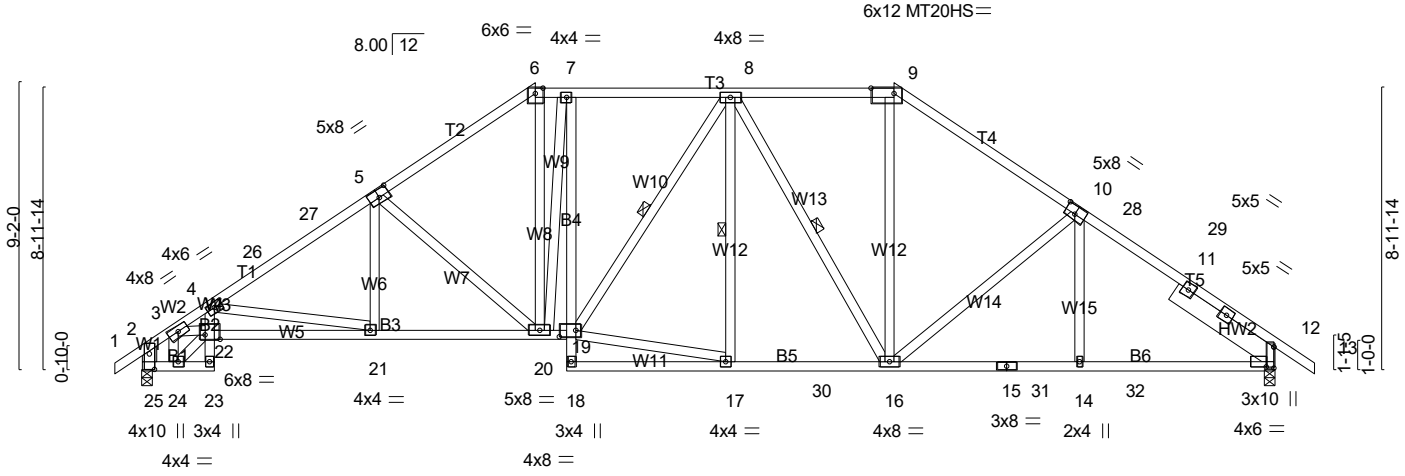 6x12 MT20HS=
6x6 =
4x4 =
4x8 =
8.00 12
6 7 8 9
T3
5x8
T2
T4
5x8
5
W9
W10
W13
10
28
5x5
27
B4
29
9-2-0
8-11-14
8-11-14
4x6
26
W8
W12
W12
11
5x5
4x8
T1
4
W6
W7
T5
3
W2
W14
W15
HW2
12
2
B3
1
W1
W5
19
W11
B5
B6
13
0-10-0
B1
22
1-1-5
1-0-0
6x8 =
21
20
30
15 31
32
25 24 23
4x4 =
5x8 =
18
17
16
14
3x10 ||
4x10 || 3x4 ||
3x4 ||
4x4 =
4x8 =
3x8 =
2x4 ||
4x6 =
4x4 =
4x8 =